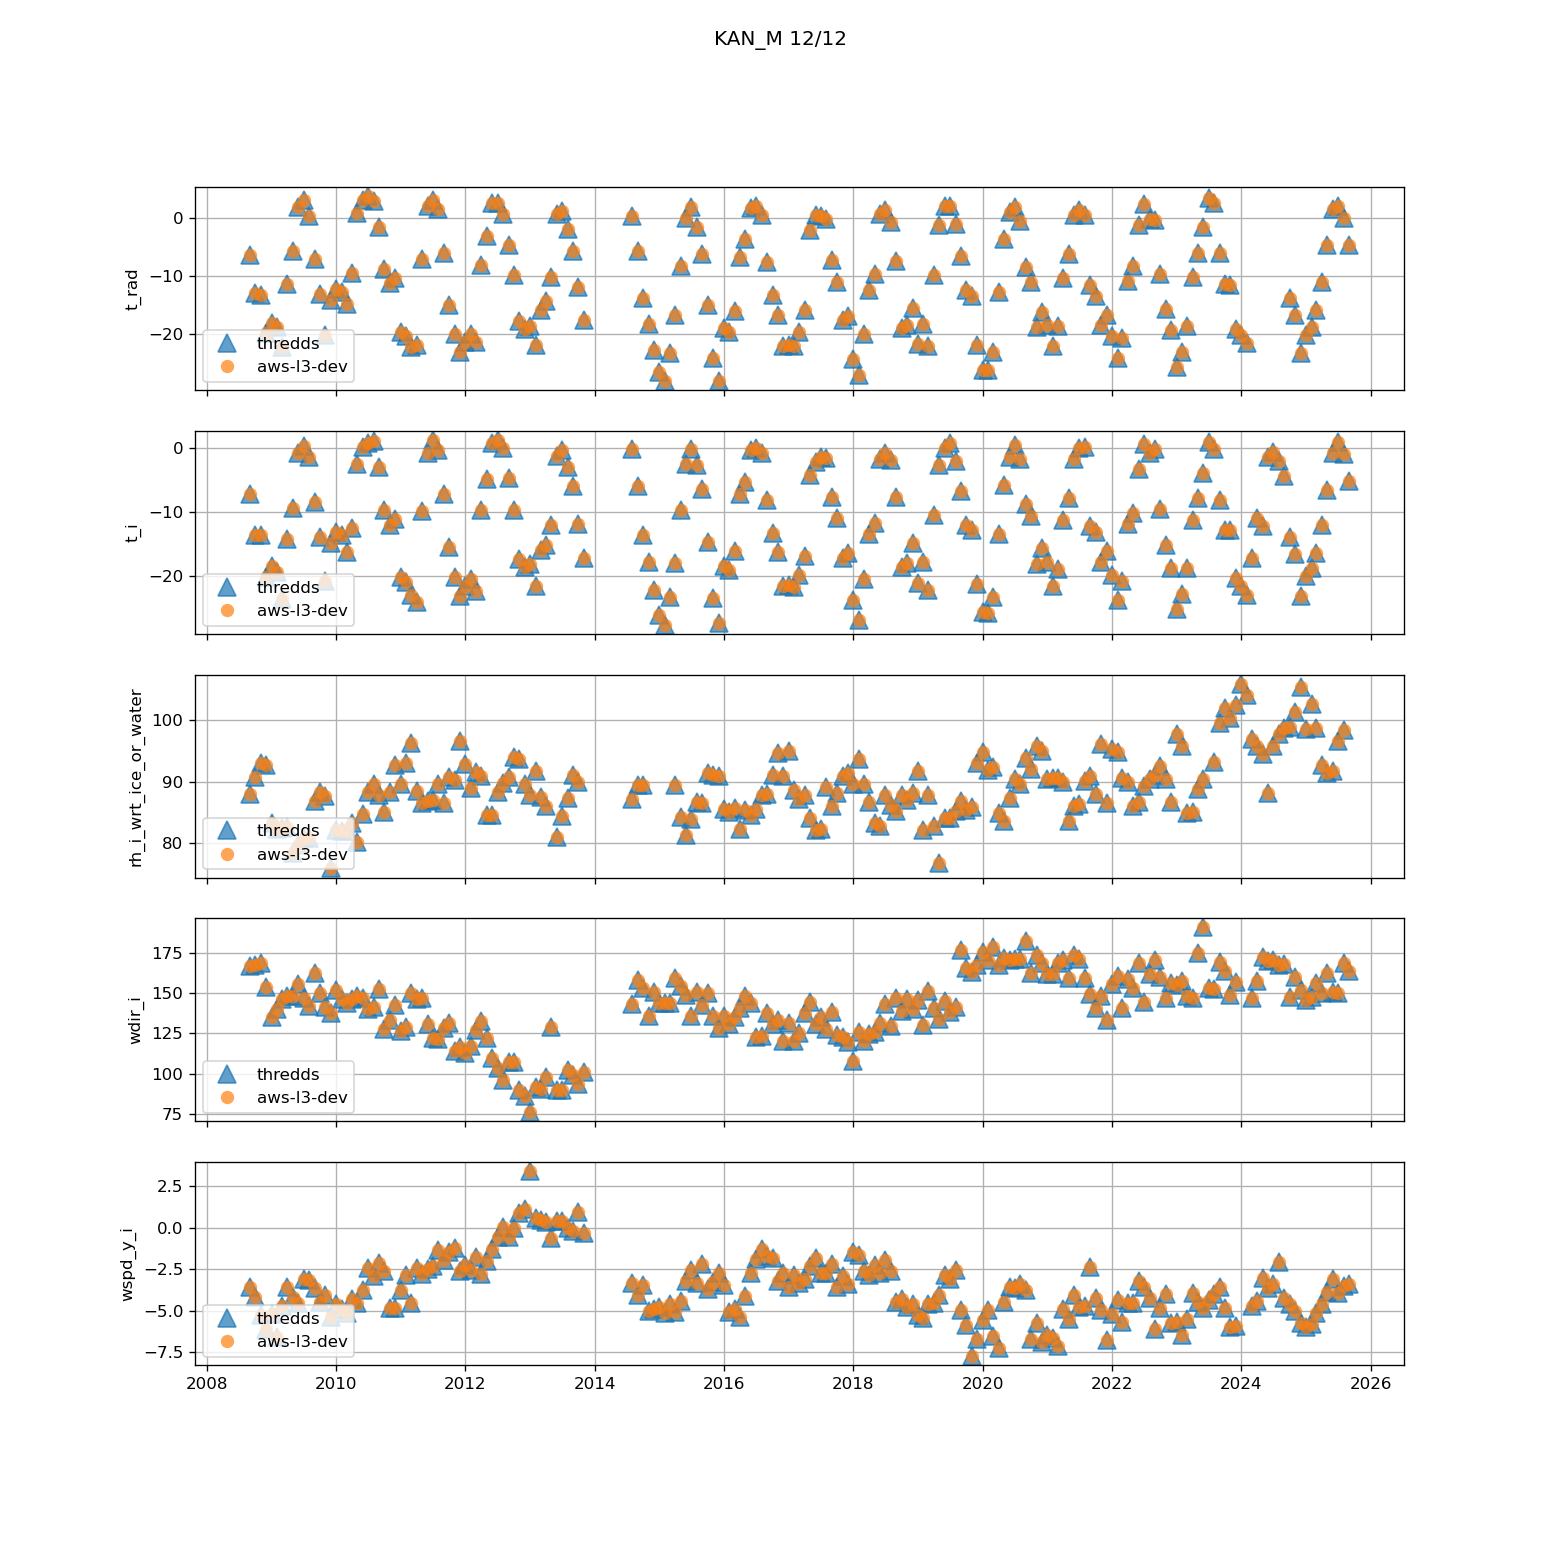 KAN_M 12/12
t_rad
0
−10
−20
thredds
aws-l3-dev
t_i
0
−10
−20
thredds
aws-l3-dev
rh_i_wrt_ice_or_water
100
90
80
thredds
aws-l3-dev
wdir_i
175
150
125
100
75
thredds
aws-l3-dev
wspd_y_i
2.5
0.0
−2.5
−5.0
−7.5
thredds
aws-l3-dev
2008 2010 2012 2014 2016 2018 2020 2022 2024 2026